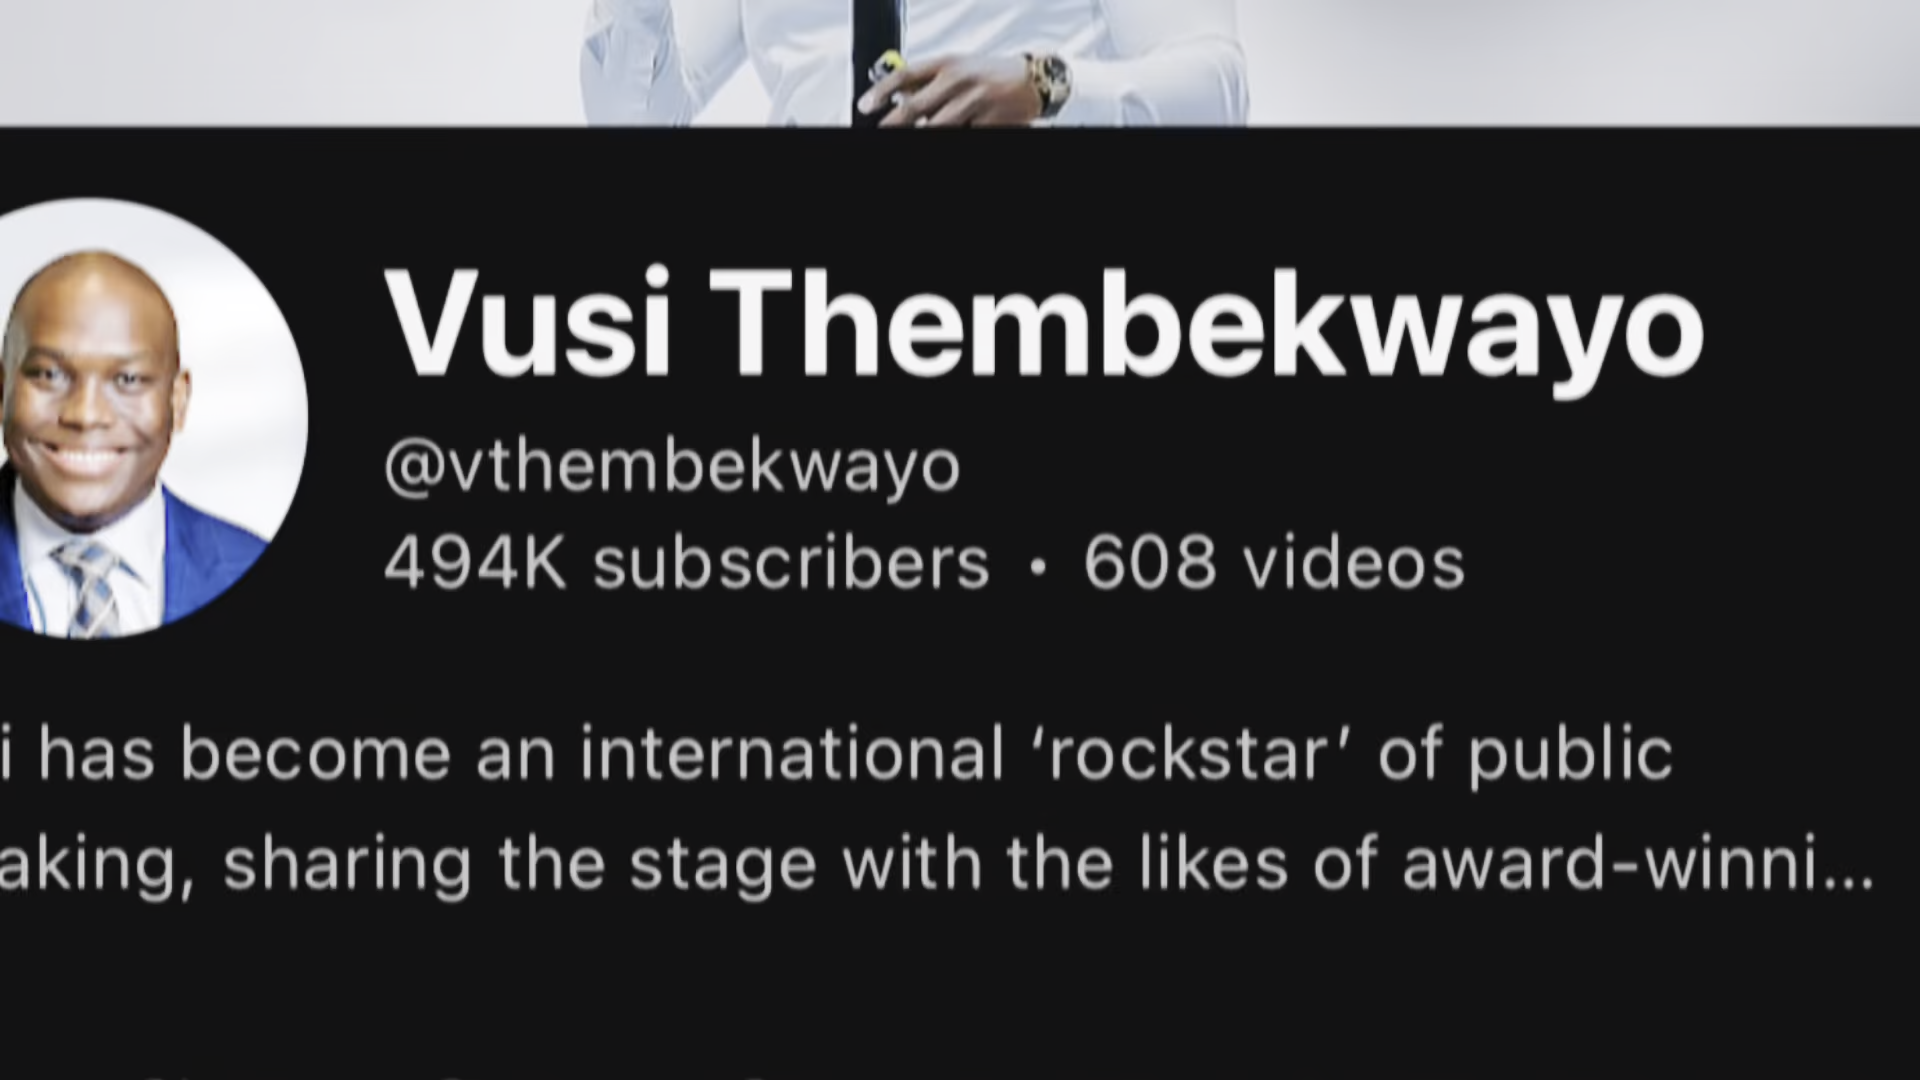 Vusi Thembekwayo
@vthembekwayo
494K subscribers • 608 videos
i has become an international ‘rockstar’ of public
aking, sharing the stage with the likes of award-winni...